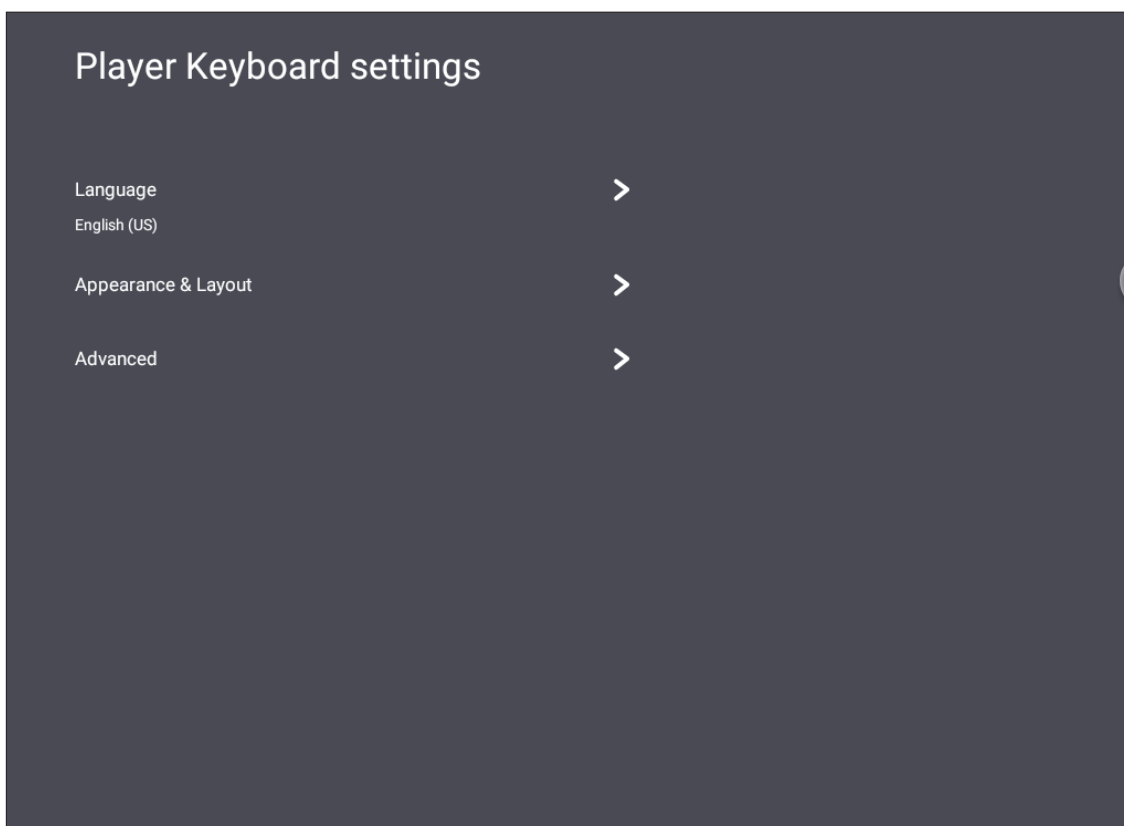 Player Keyboard settings
Language
English (US)
Appearance & Layout
Advanced